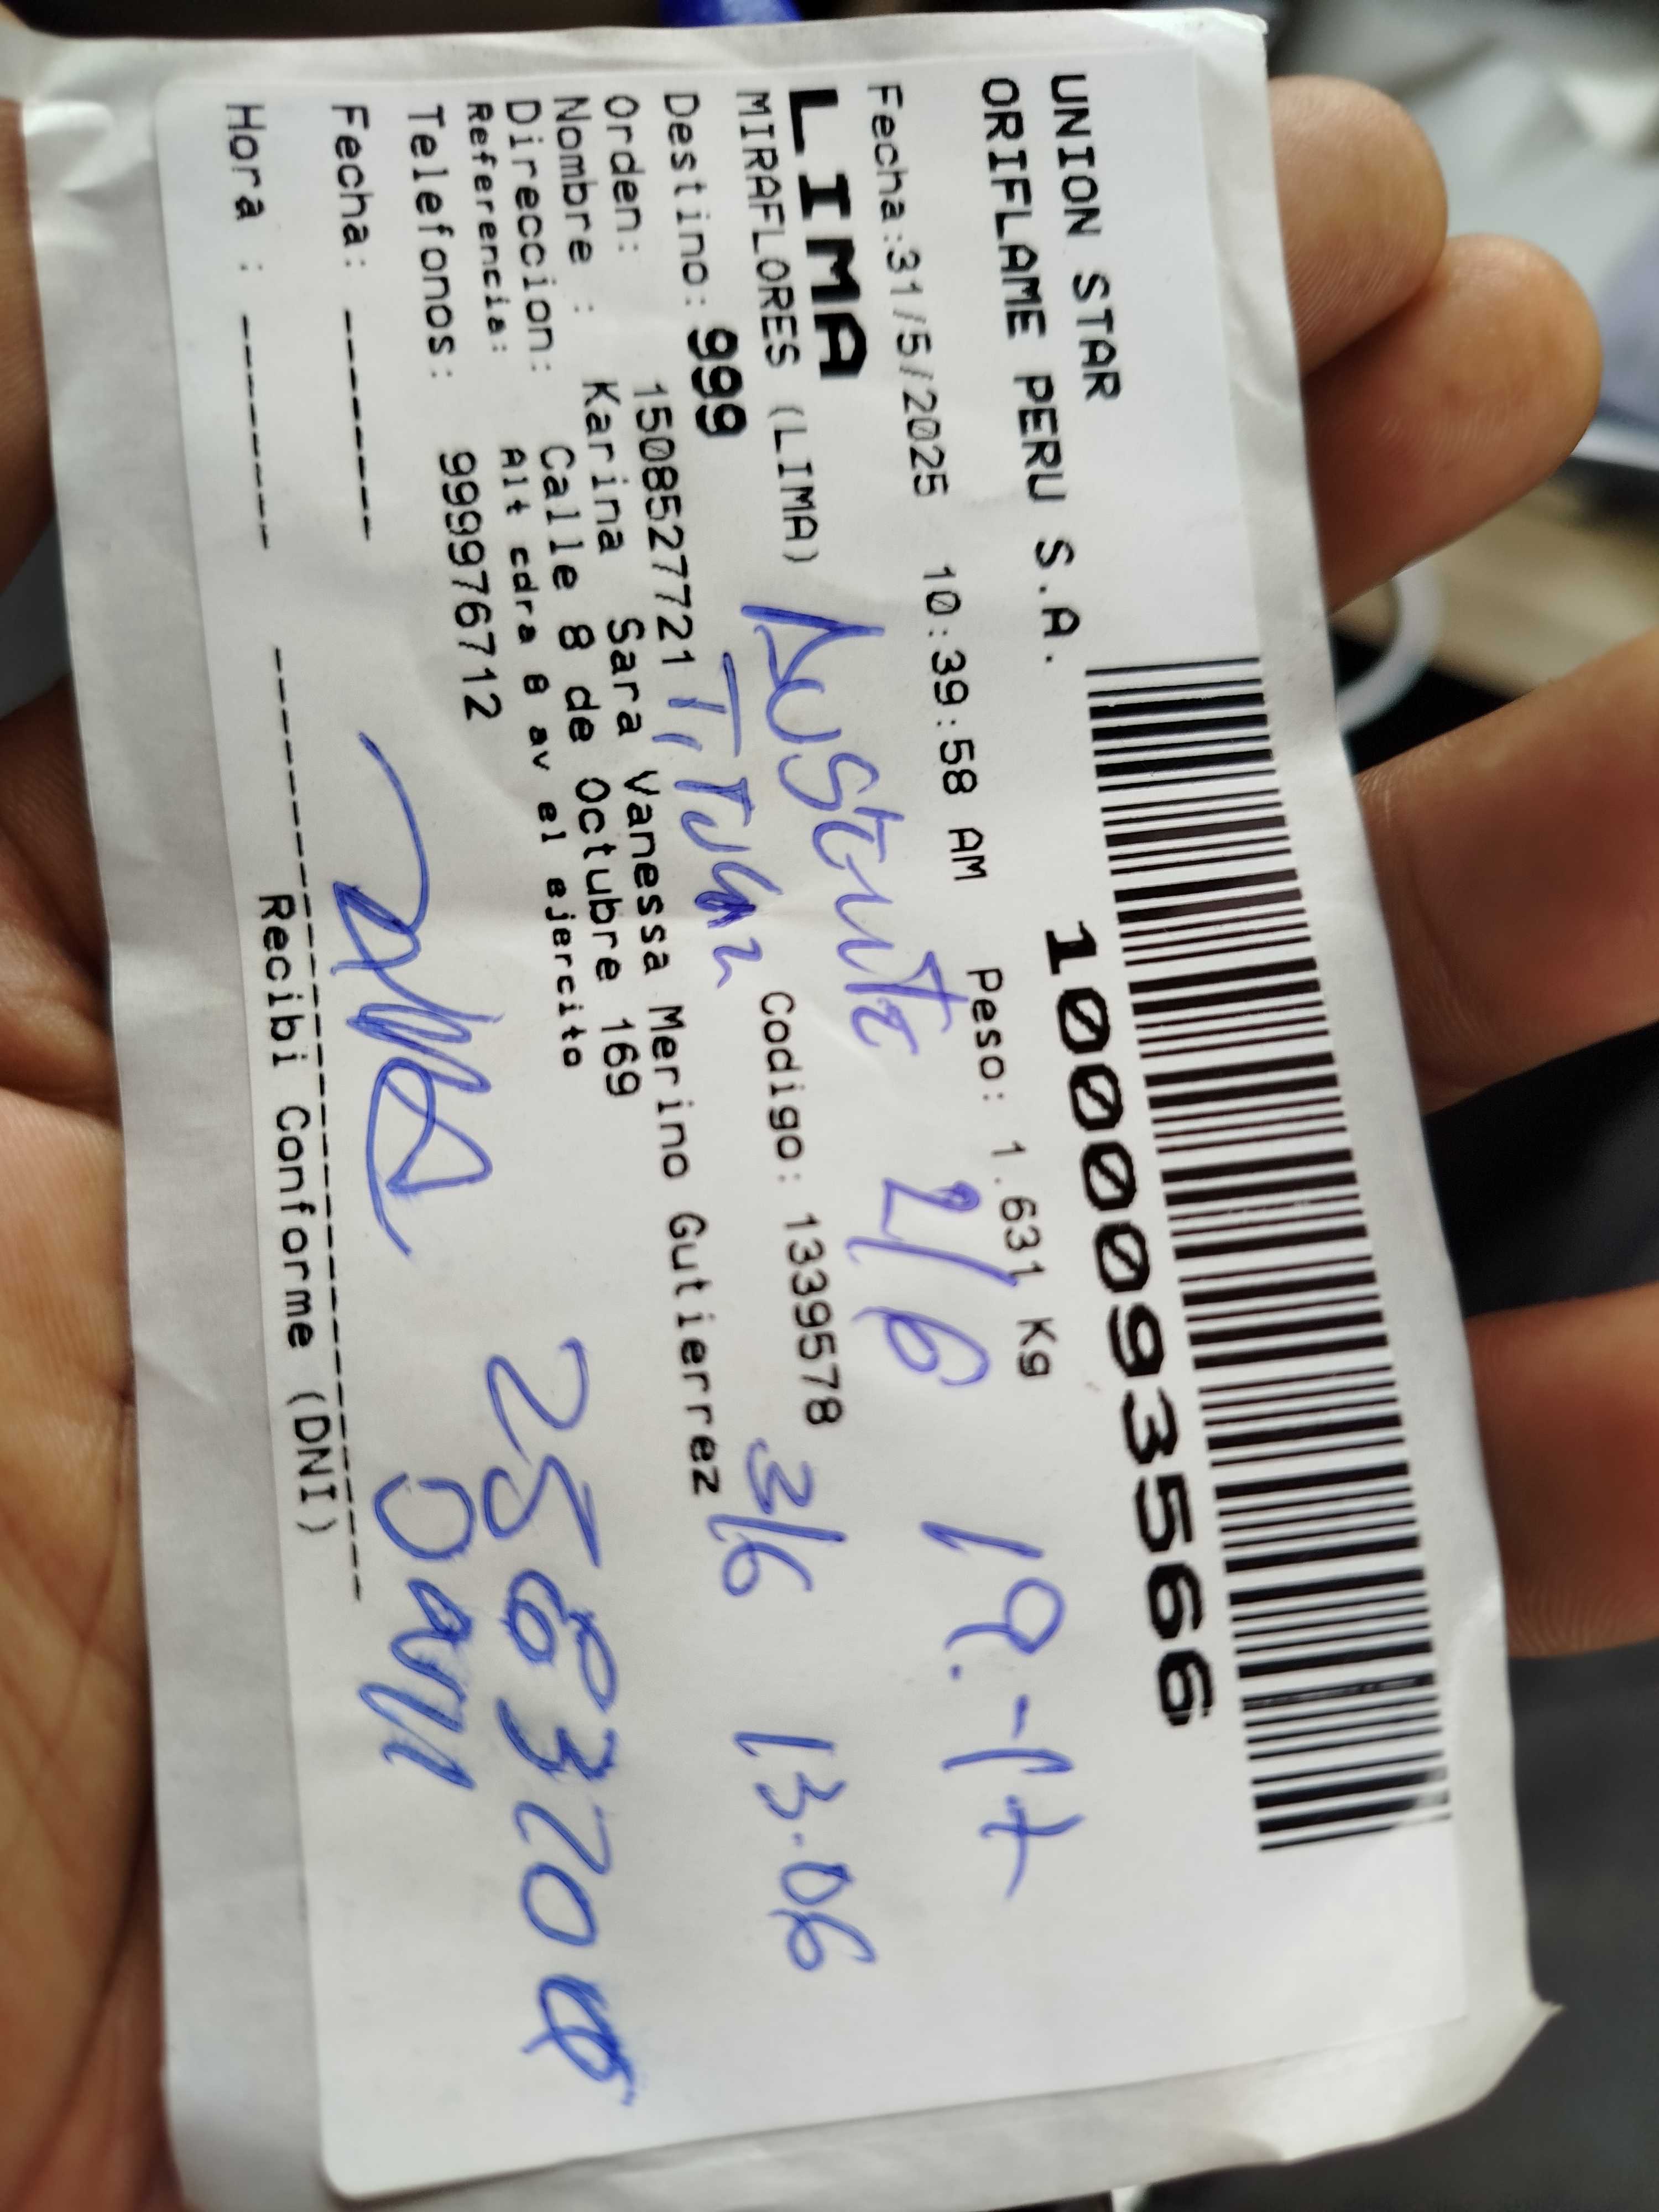 UNION STAR
ORIFLAME PERU S.A.
10000933566
Fecha:31/5/2025 10:39:58 AM Peso: 1.631 Kg
LIMA
MIRAFLORES (LIMA)
Ausente 2/6 19.-17
Destino: 999 Codigo: 1339578
Titular 3/6 13.06
Orden: 15085277721
Nombre : Karina Sara Vanessa Merino Gutierrez
Direccion: Calle 8 de Octubre 169
Referencia: Alt cdra 8 av el ejercito
Telefonos: 999976712
Fecha: -------
Hora : -------
Recibi Conforme (DNI)